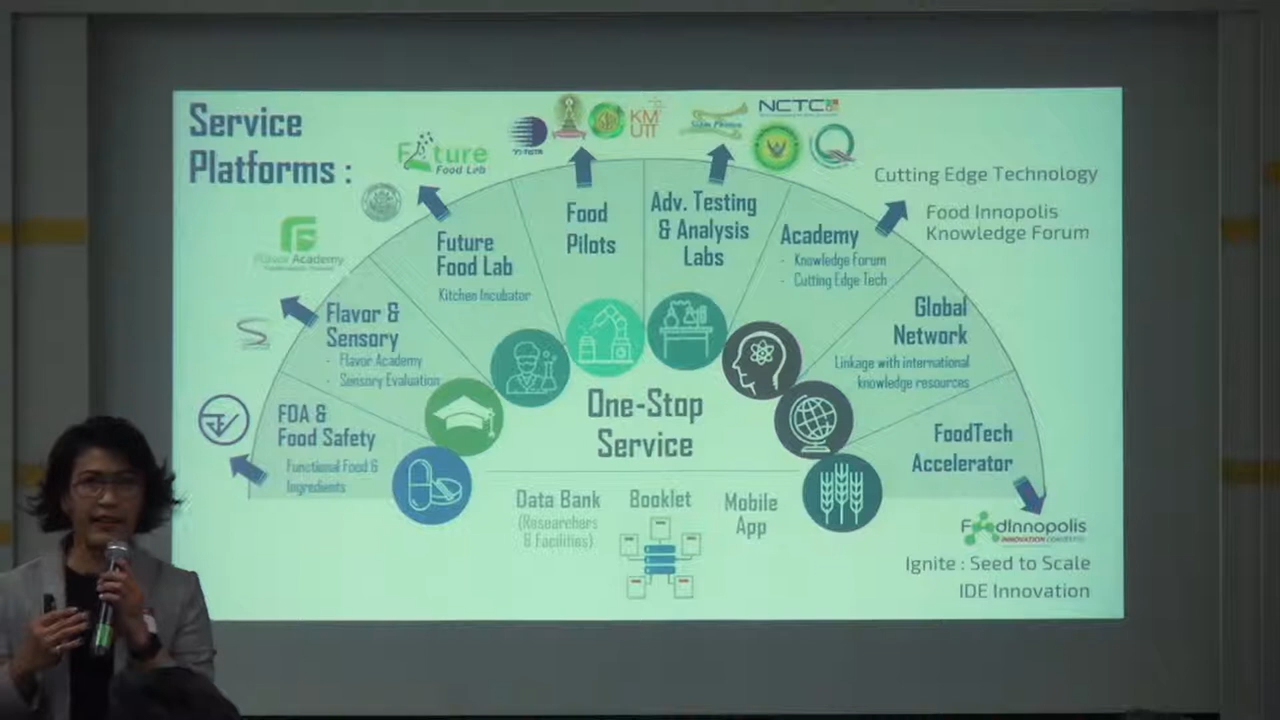 Service
Platforms :
Future
Food Lab
KM
UTT
NCTC
Flavor Academy
FDA &
Food Safety
Functional Food &
Ingredients
Flavor &
Sensory
- Flavor Academy
- Sensory Evaluation
Future
Food Lab
Kitchen Incubator
Food
Pilots
Adv. Testing
& Analysis
Labs
Academy
- Knowledge Forum
- Cutting Edge Tech
Cutting Edge Technology
Food Innopolis
Knowledge Forum
Global
Network
Linkage with international
knowledge resources
FoodTech
Accelerator
FoodInnopolis
Ignite : Seed to Scale
IDE Innovation
One-Stop
Service
Data Bank
(Researchers
& Facilities)
Booklet
Mobile
App